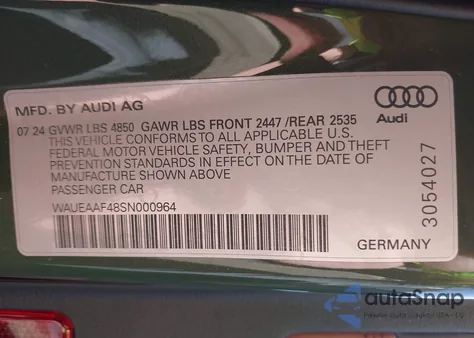 MFD. BY AUDI AG
Audi
07 24 GVWR LBS 4850 GAWR LBS FRONT 2447 /REAR 2535
THIS VEHICLE CONFORMS TO ALL APPLICABLE U.S.
FEDERAL MOTOR VEHICLE SAFETY, BUMPER AND THEFT
PREVENTION STANDARDS IN EFFECT ON THE DATE OF
MANUFACTURE SHOWN ABOVE
PASSENGER CAR
WAUEAAF48SN000964
3054027
GERMANY
autaSnap